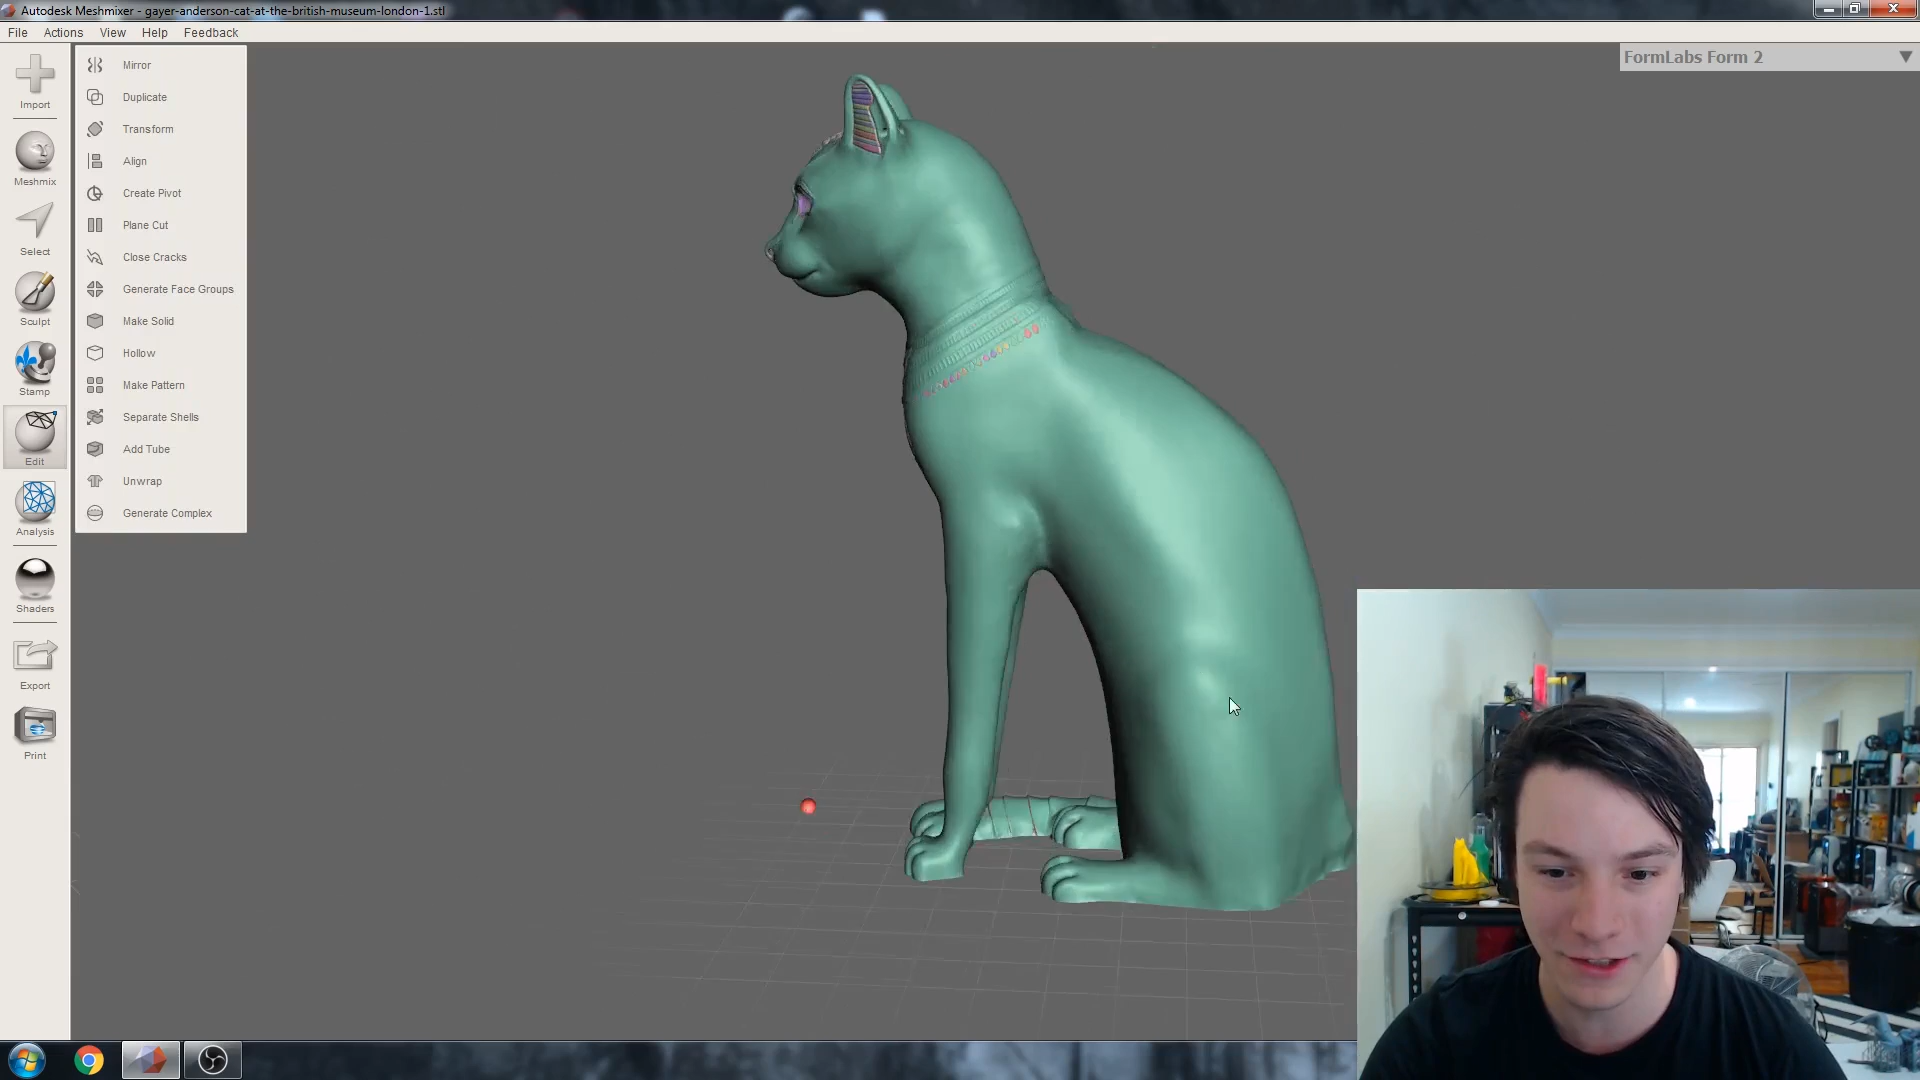 Autodesk Meshmixer - gayer-anderson-cat-at-the-british-museum-london-1.stl
File Actions View Help Feedback
FormLabs Form 2
Import
Meshmix
Select
Sculpt
Stamp
Edit
Analysis
Shaders
Export
Print
Mirror
Duplicate
Transform
Align
Create Pivot
Plane Cut
Close Cracks
Generate Face Groups
Make Solid
Hollow
Make Pattern
Separate Shells
Add Tube
Unwrap
Generate Complex